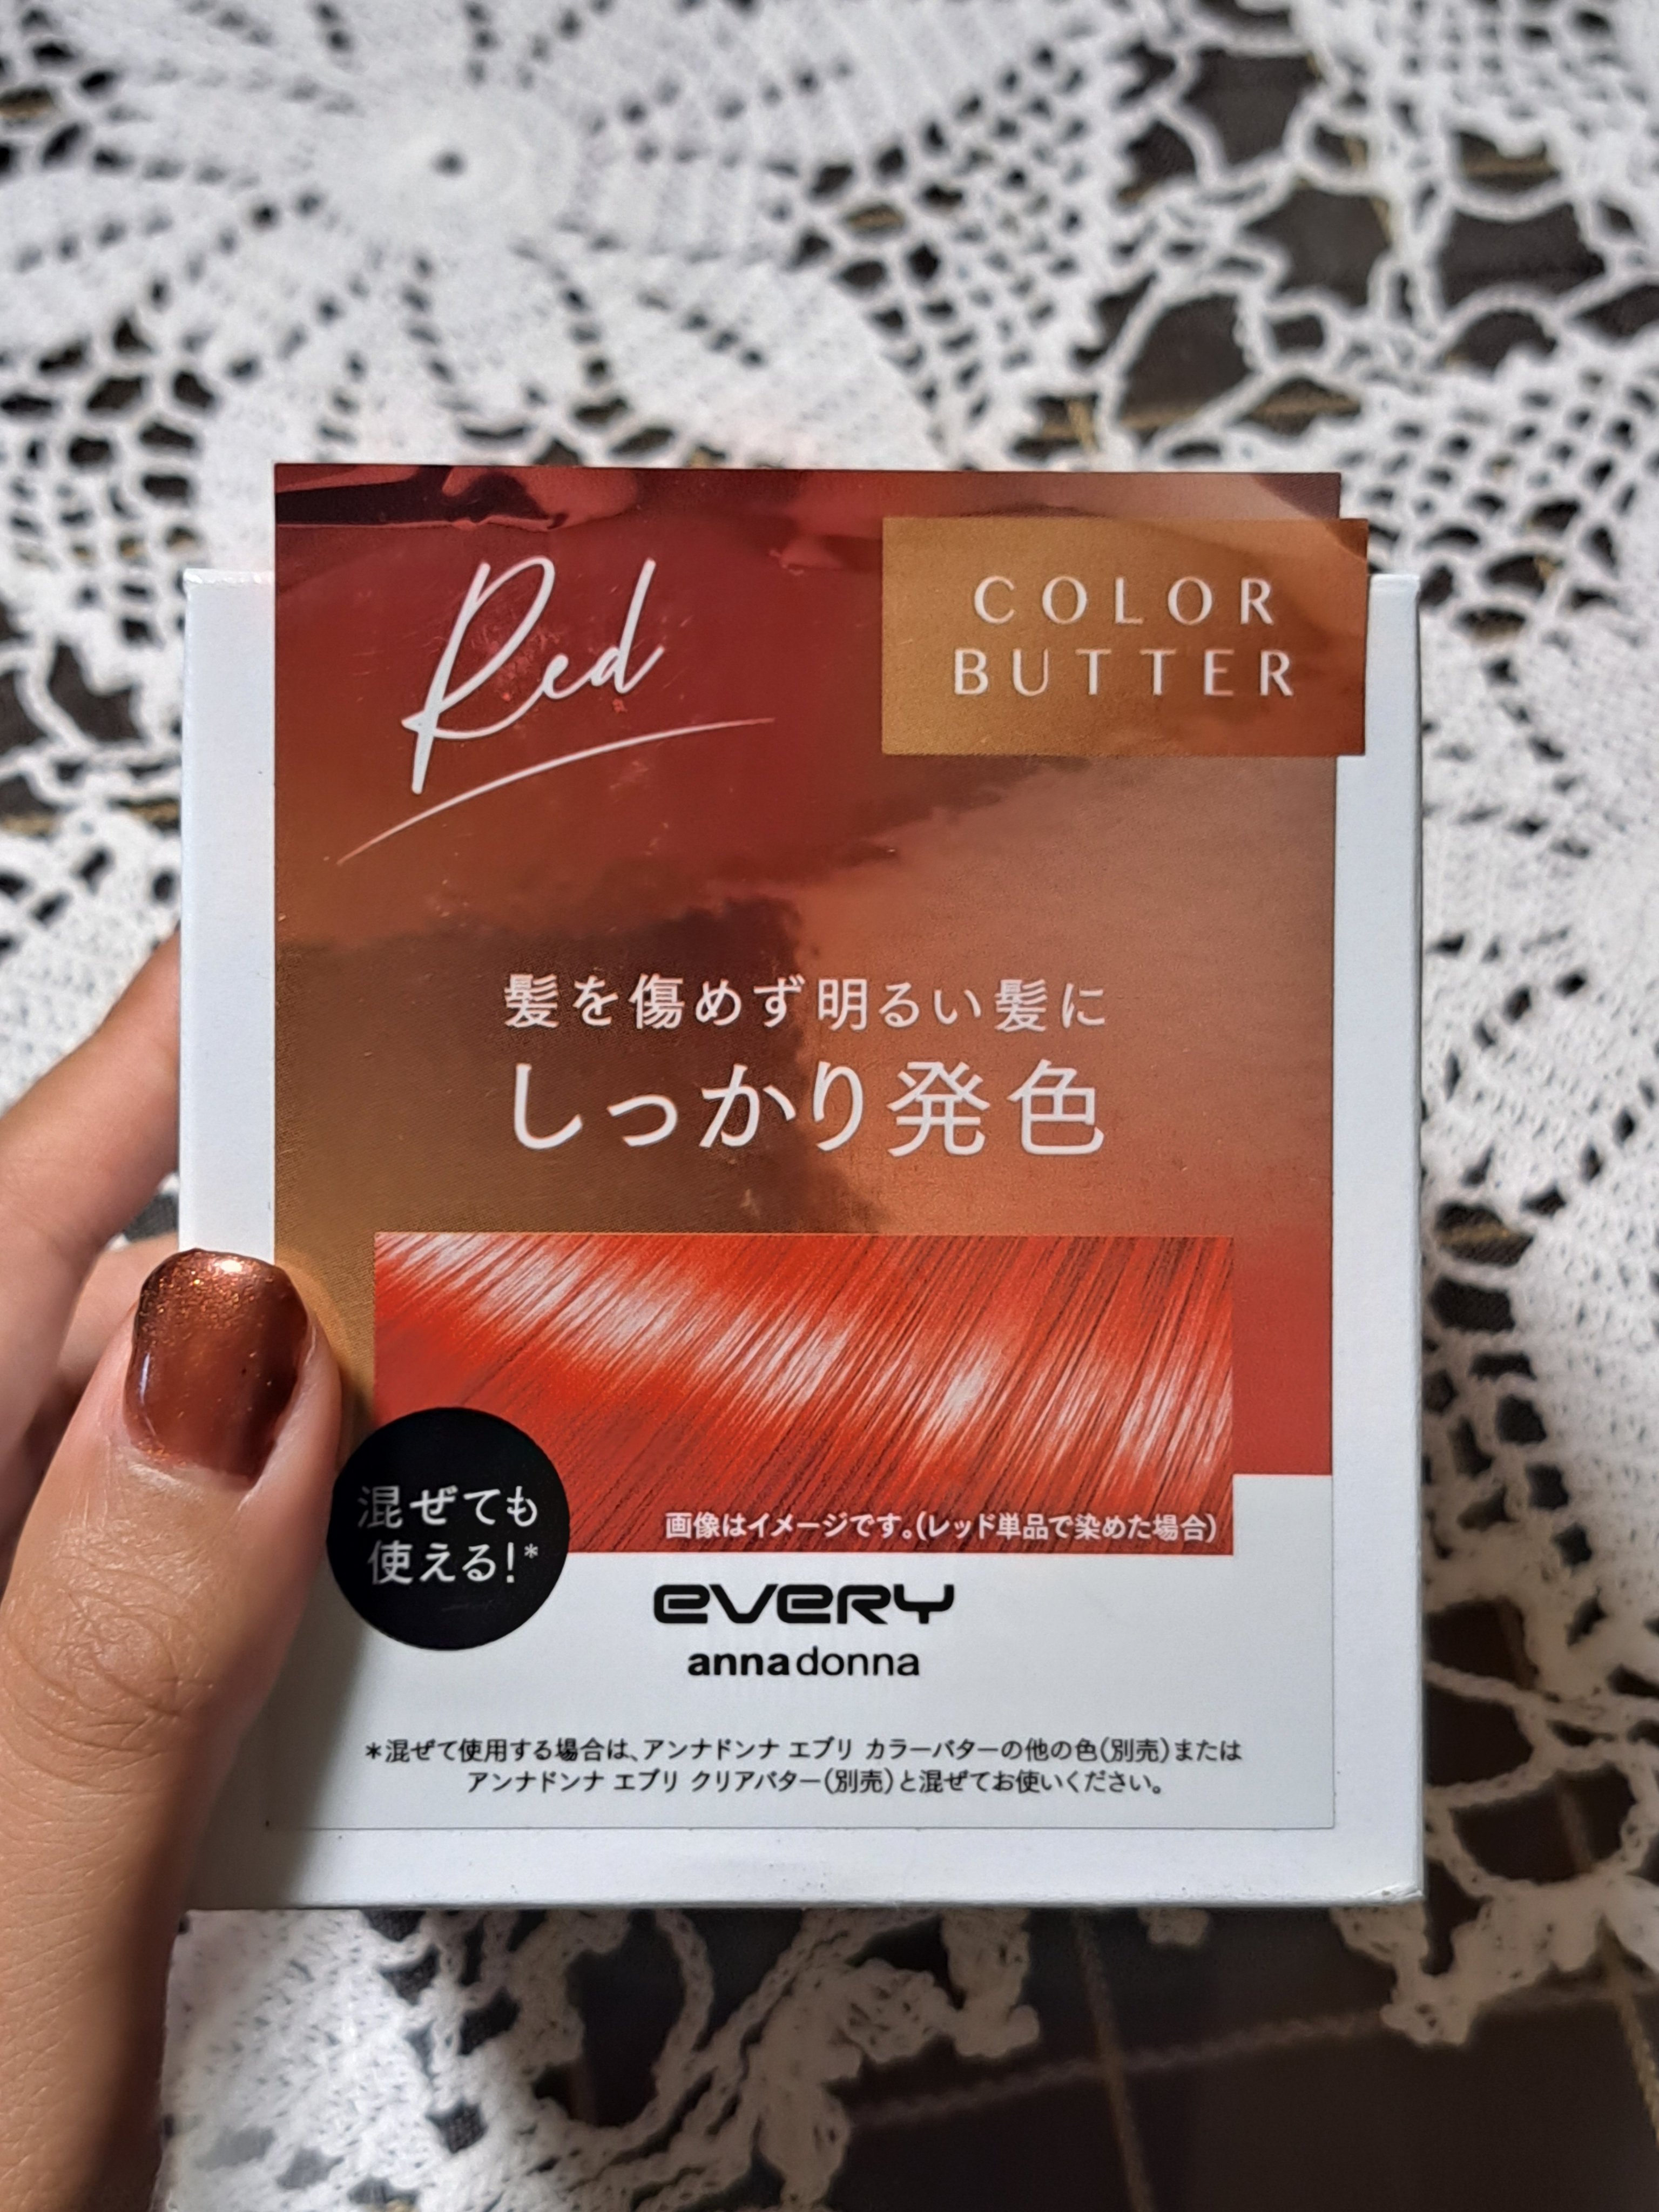 Red
COLOR
BUTTER
髪を傷めず明るい髪に
しっかり発色
混ぜても
使える!*
画像はイメージです。(レッド単品で染めた場合)
every
annadonna
*混ぜて使用する場合は、アンナドンナ エブリ カラーバターの他の色(別売)または
アンナドンナ エブリ クリアバター(別売)と混ぜてお使いください。